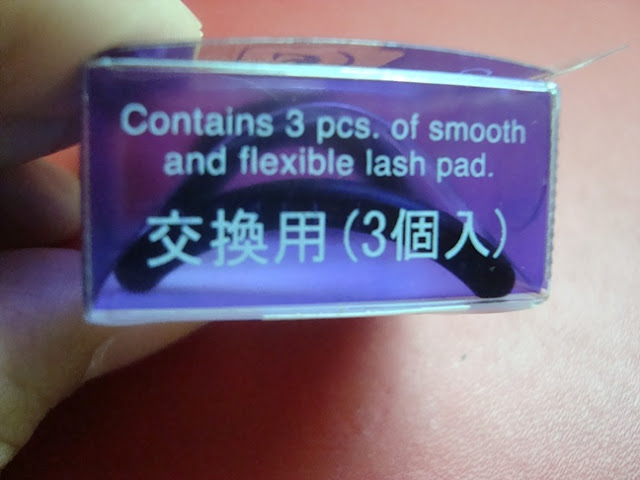 Contains 3 pcs. of smooth
and flexible lash pad.
交換用(3個入)